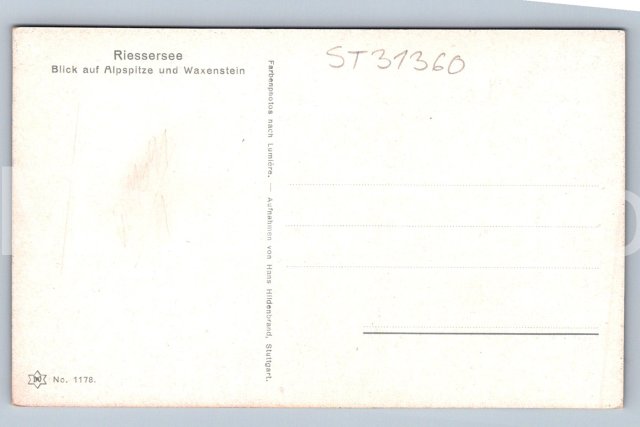 Riessersee
Blick auf Alpspitze und Waxenstein
ST31360
Farbenphotos nach Lumière. — Aufnahmen von Hans Hildenbrand, Stuttgart.
No. 1178.